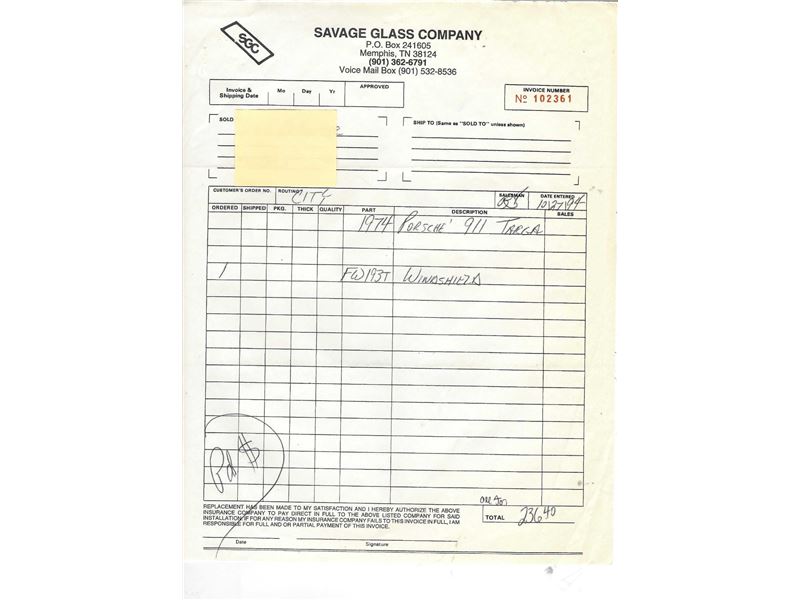 SGC
SAVAGE GLASS COMPANY
P.O. Box 241605
Memphis, TN 38124
(901) 362-6791
Voice Mail Box (901) 532-8536
Invoice & Shipping Date Mo Day Yr APPROVED
INVOICE NUMBER
No 102361
SOLD
SHIP TO (Same as "SOLD TO" unless shown)
CUSTOMER'S ORDER NO. ROUTING CITY SALESMAN DATE ENTERED 10/27/94
ORDERED SHIPPED PKG. THICK QUALITY PART DESCRIPTION SALES
1974 PORSCHE' 911 TARGA
1 FW193T WINDSHIELD
Pd $
REPLACEMENT HAS BEEN MADE TO MY SATISFACTION AND I HEREBY AUTHORIZE THE ABOVE
INSURANCE COMPANY TO PAY DIRECT IN FULL TO THE ABOVE LISTED COMPANY FOR SAID
INSTALLATION IF FOR ANY REASON MY INSURANCE COMPANY FAILS TO THIS INVOICE IN FULL, I AM
RESPONSIBLE FOR FULL AND OR PARTIAL PAYMENT OF THIS INVOICE.
TOTAL 236 40
Date Signature